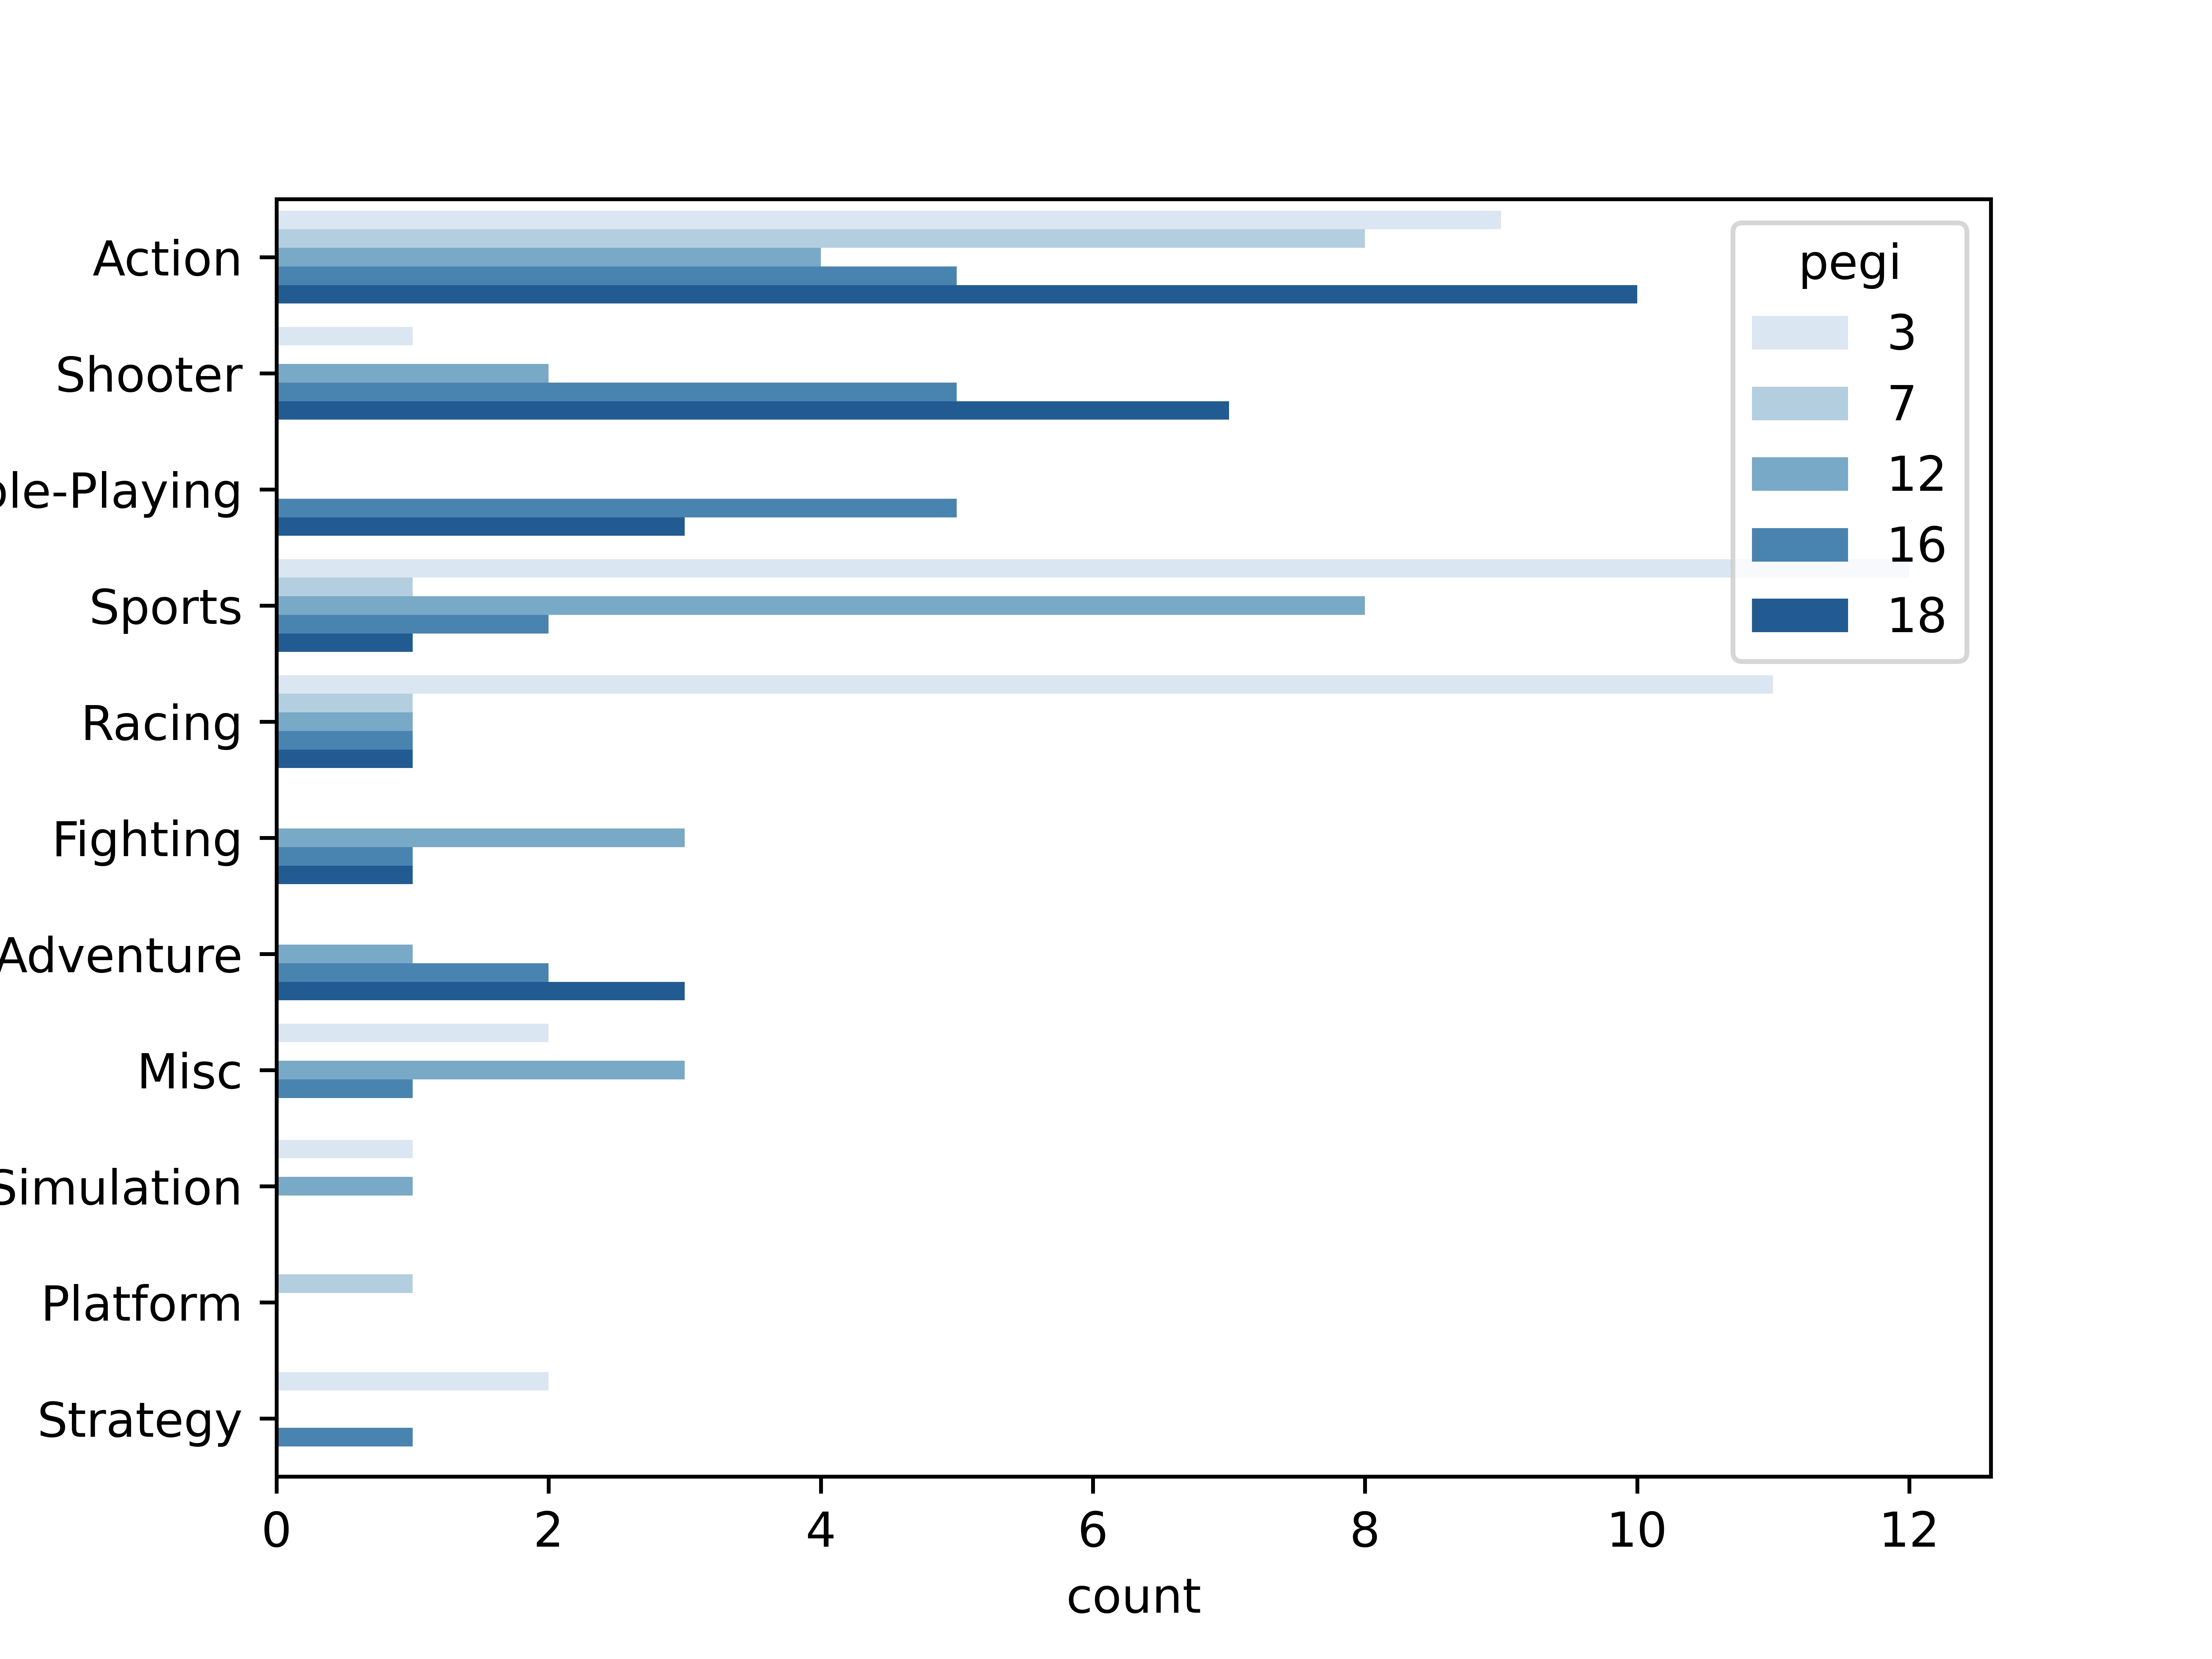 Action
Shooter
ole-Playing
Sports
Racing
Fighting
Adventure
Misc
Simulation
Platform
Strategy
pegi
3
7
12
16
18
0 2 4 6 8 10 12
count